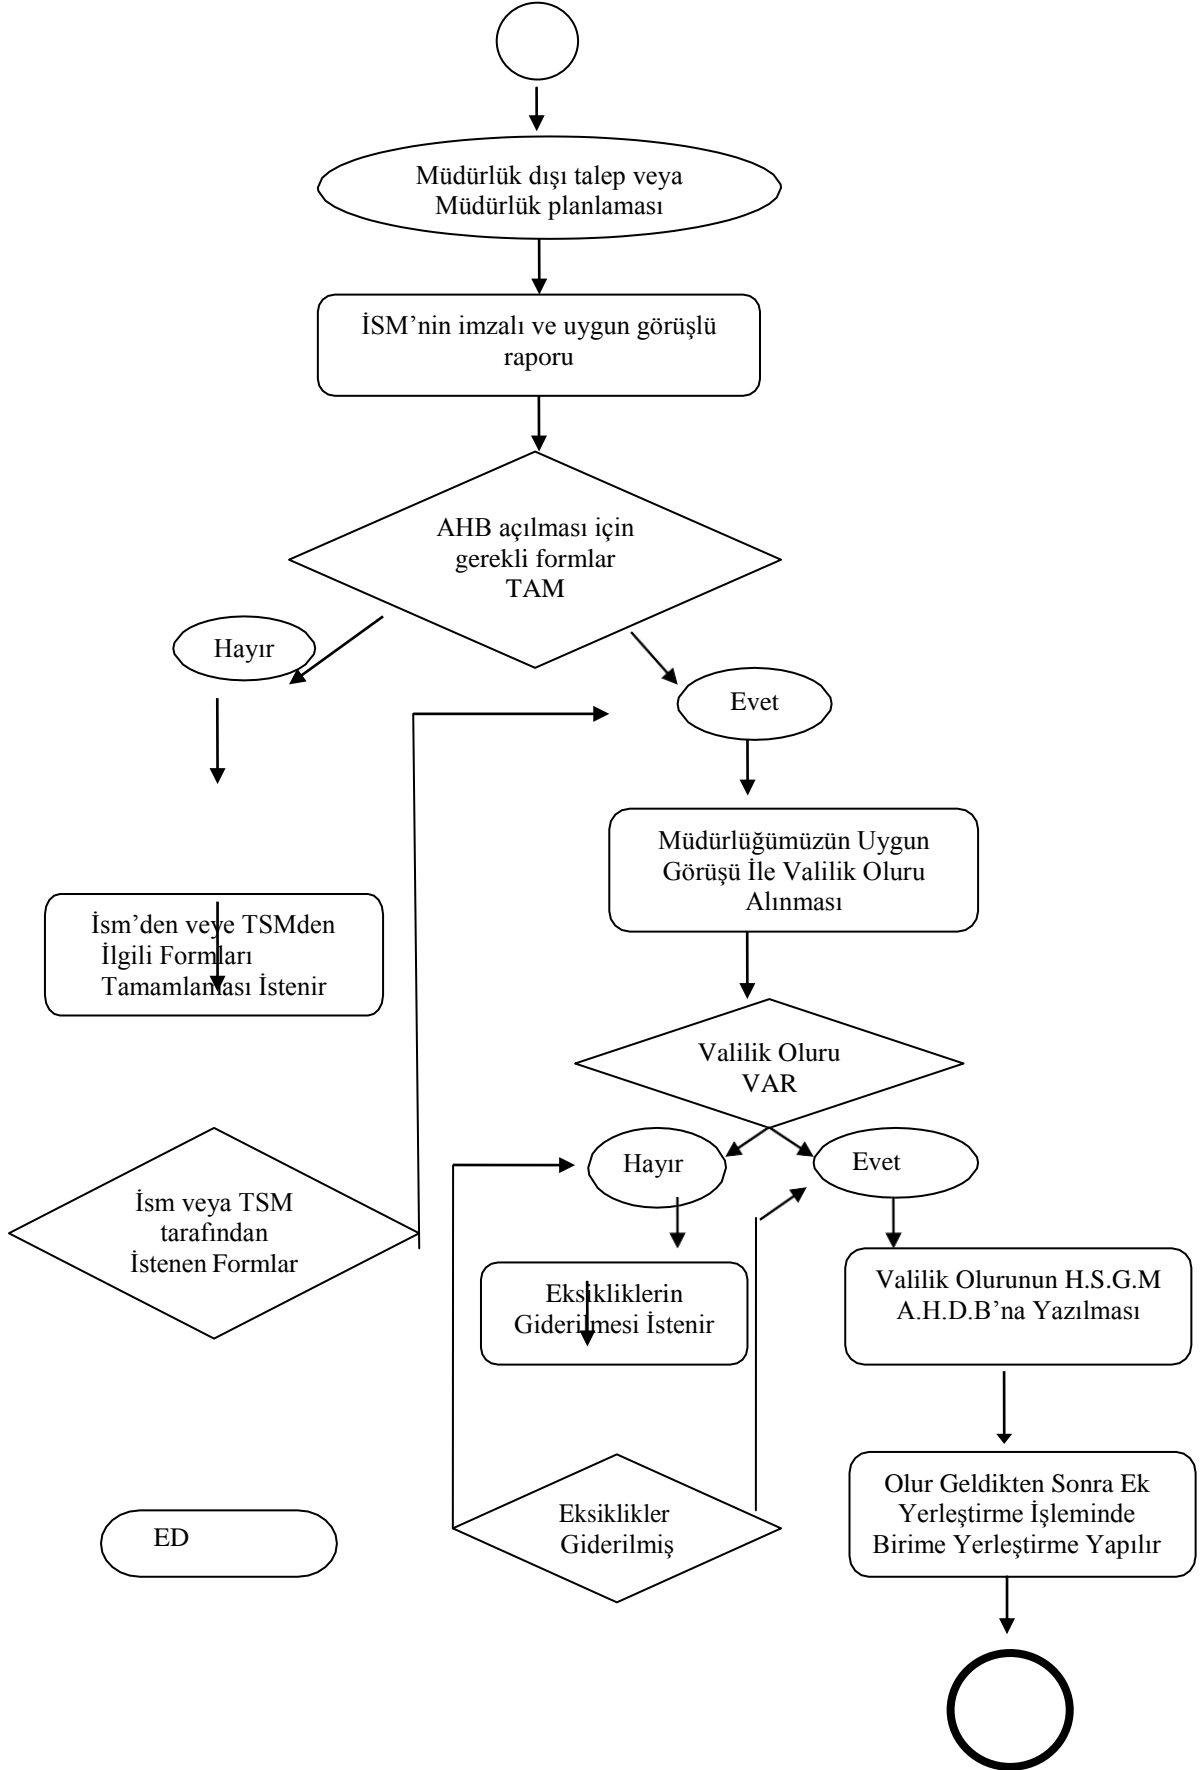 Müdürlük dışı talep veya
Müdürlük planlaması
İSM’nin imzalı ve uygun görüşlü
raporu
AHB açılması için
gerekli formlar
TAM
Hayır
Evet
Müdürlüğümüzün Uygun
Görüşü İle Valilik Oluru
Alınması
İsm’den veye TSMden
İlgili Formları
Tamamlaması İstenir
Valilik Oluru
VAR
Hayır
Evet
İsm veya TSM
tarafından
İstenen Formlar
Eksikliklerin
Giderilmesi İstenir
Valilik Olurunun H.S.G.M
A.H.D.B’na Yazılması
Eksiklikler
Giderilmiş
Olur Geldikten Sonra Ek
Yerleştirme İşleminde
Birime Yerleştirme Yapılır
ED